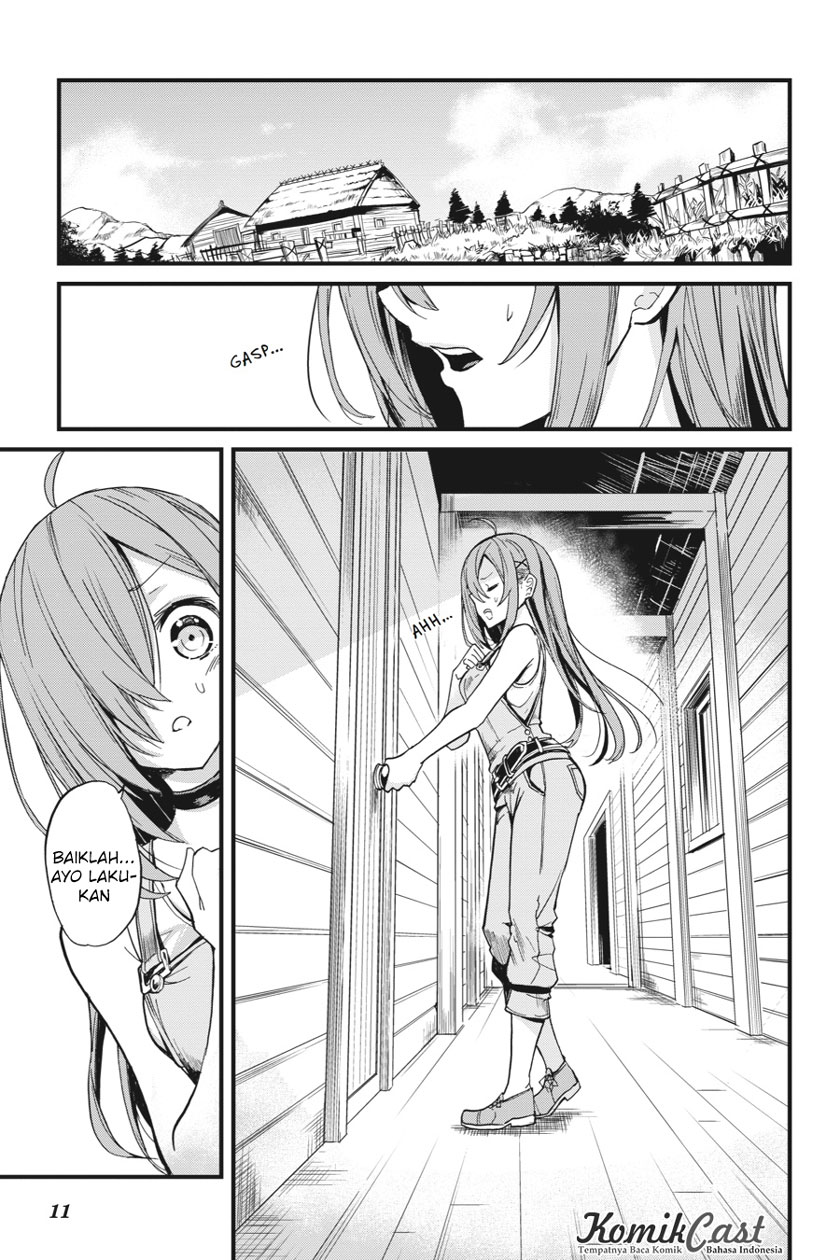 GASP...
AHH...
BAIKLAH...
AYO LAKU-
KAN
11
KomikCast
Tempatnya Baca Komik Bahasa Indonesia